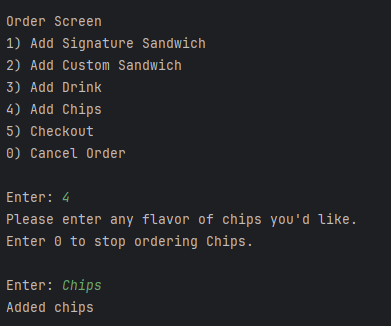 Order Screen
1) Add Signature Sandwich
2) Add Custom Sandwich
3) Add Drink
4) Add Chips
5) Checkout
0) Cancel Order
Enter: 4
Please enter any flavor of chips you'd like.
Enter 0 to stop ordering Chips.
Enter: Chips
Added chips